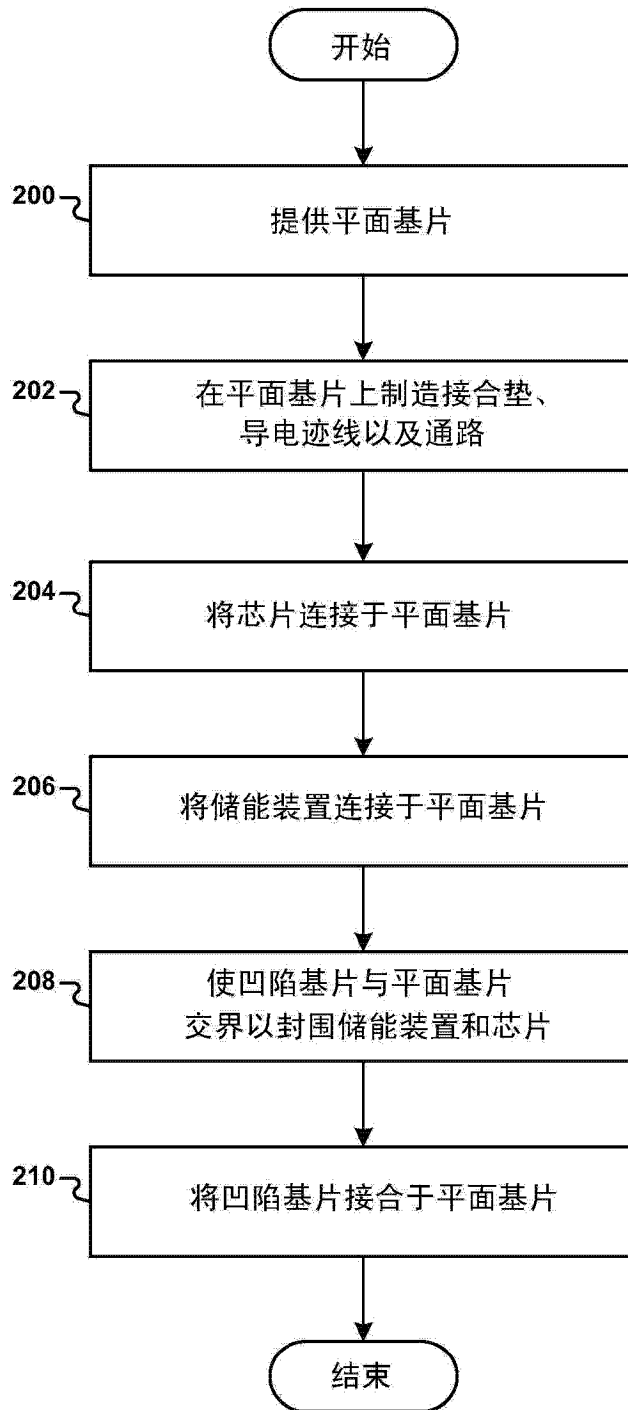 开始
200
提供平面基片
202
在平面基片上制造接合垫、
导电迹线以及通路
204
将芯片连接于平面基片
206
将储能装置连接于平面基片
208
使凹陷基片与平面基片
交界以封围储能装置和芯片
210
将凹陷基片接合于平面基片
结束